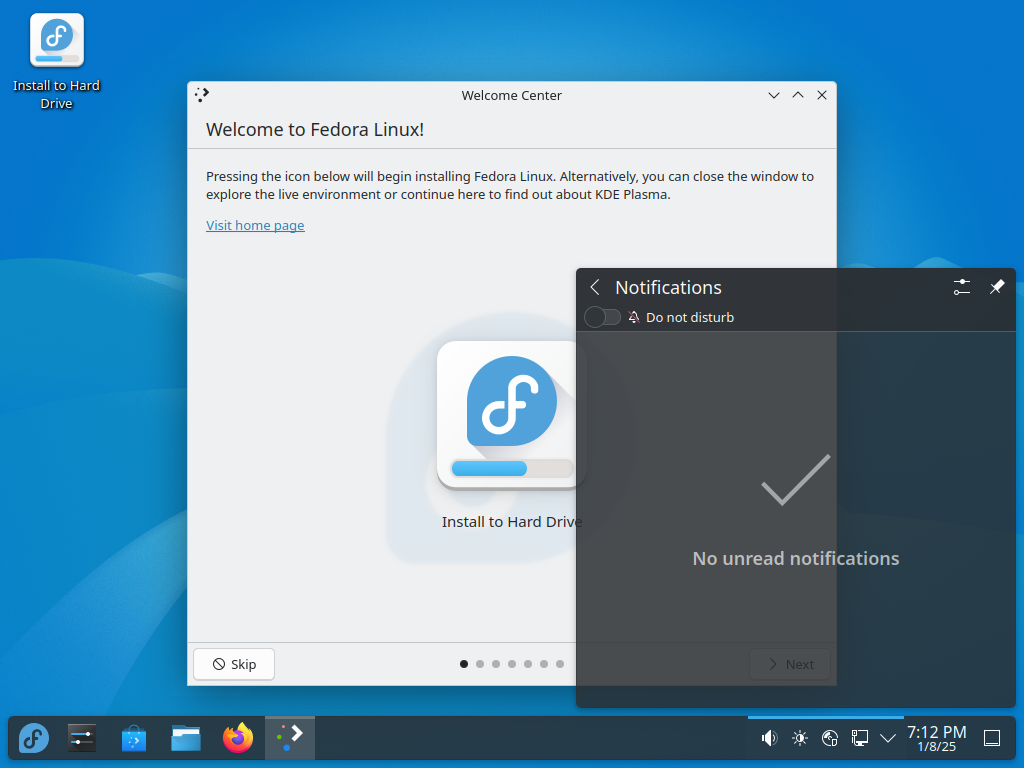 Install to Hard
Drive
Welcome Center
Welcome to Fedora Linux!
Pressing the icon below will begin installing Fedora Linux. Alternatively, you can close the window to
explore the live environment or continue here to find out about KDE Plasma.
Visit home page
Notifications
Do not disturb
Install to Hard Drive
No unread notifications
Skip
Next
7:12 PM
1/8/25